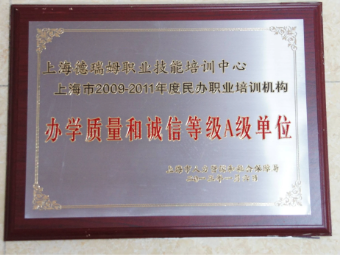 上海德瑞姆职业技能培训中心
上海市2009-2011年度民办职业培训机构
办学质量和诚信等级A级单位